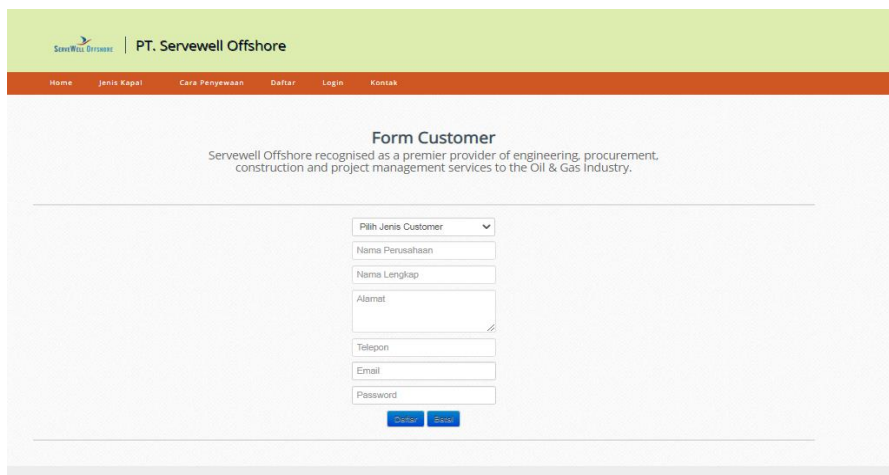 SERVEWELL OFFSHORE
PT. Servewell Offshore
Home Jenis Kapal Cara Penyewaan Daftar Login Kontak
Form Customer
Servewell Offshore recognised as a premier provider of engineering, procurement,
construction and project management services to the Oil & Gas Industry.
Pilih Jenis Customer
Nama Perusahaan
Nama Lengkap
Alamat
Telepon
Email
Password
Daftar Batal